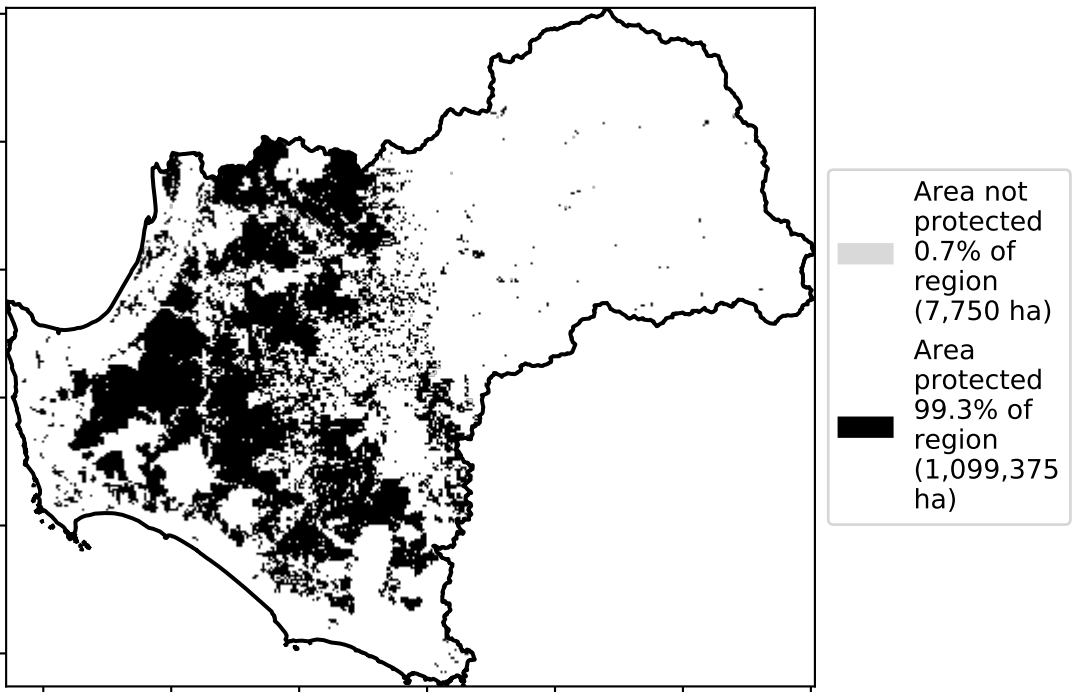 Area not
protected
0.7% of
region
(7,750 ha)
Area
protected
99.3% of
region
(1,099,375
ha)